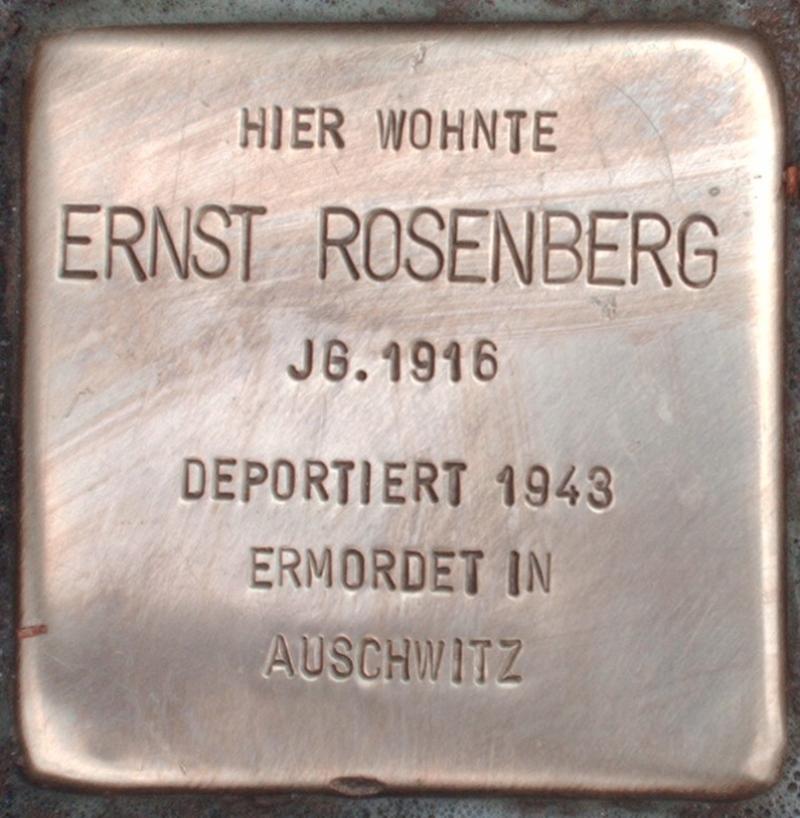 HIER WOHNTE
ERNST ROSENBERG
JG. 1916
DEPORTIERT 1943
ERMORDET IN
AUSCHWITZ